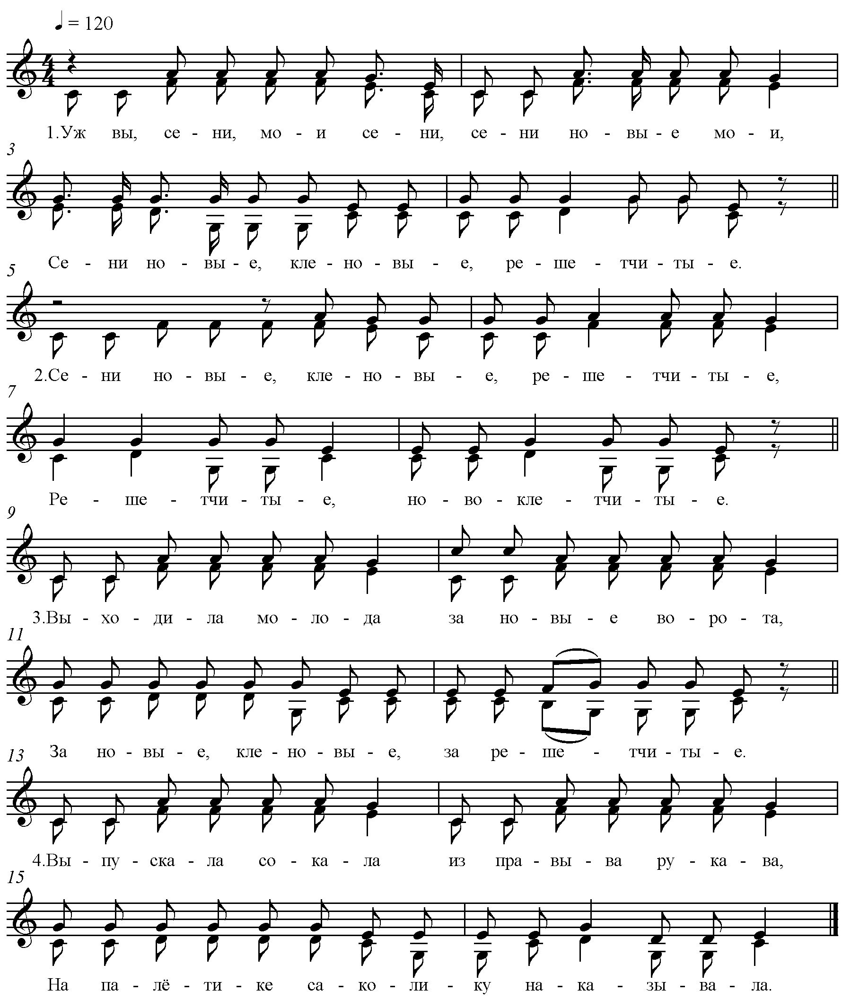 = 120
4
4
1.Уж вы, се - ни, мо - и се - ни, се - ни но - вы - е мо - и,
3
Се - ни но - вы - е, кле - но - вы - е, ре - ше - тчи - ты - е.
5
2.Се - ни но - вы - е, кле - но - вы - е, ре - ше - тчи - ты - е,
7
Ре - ше - тчи - ты - е, но - во - кле - тчи - ты - е.
9
3.Вы - хо - ди - ла мо - ло - да за но - вы - е во - ро - та,
11
За но - вы - е, кле - но - вы - е, за ре - ше - тчи - ты - е.
13
4.Вы - пу - ска - ла со - ка - ла из пра - вы - ва ру - ка - ва,
15
На па - лё - ти - ке са - ко - ли - ку на - ка - зы - ва - ла.